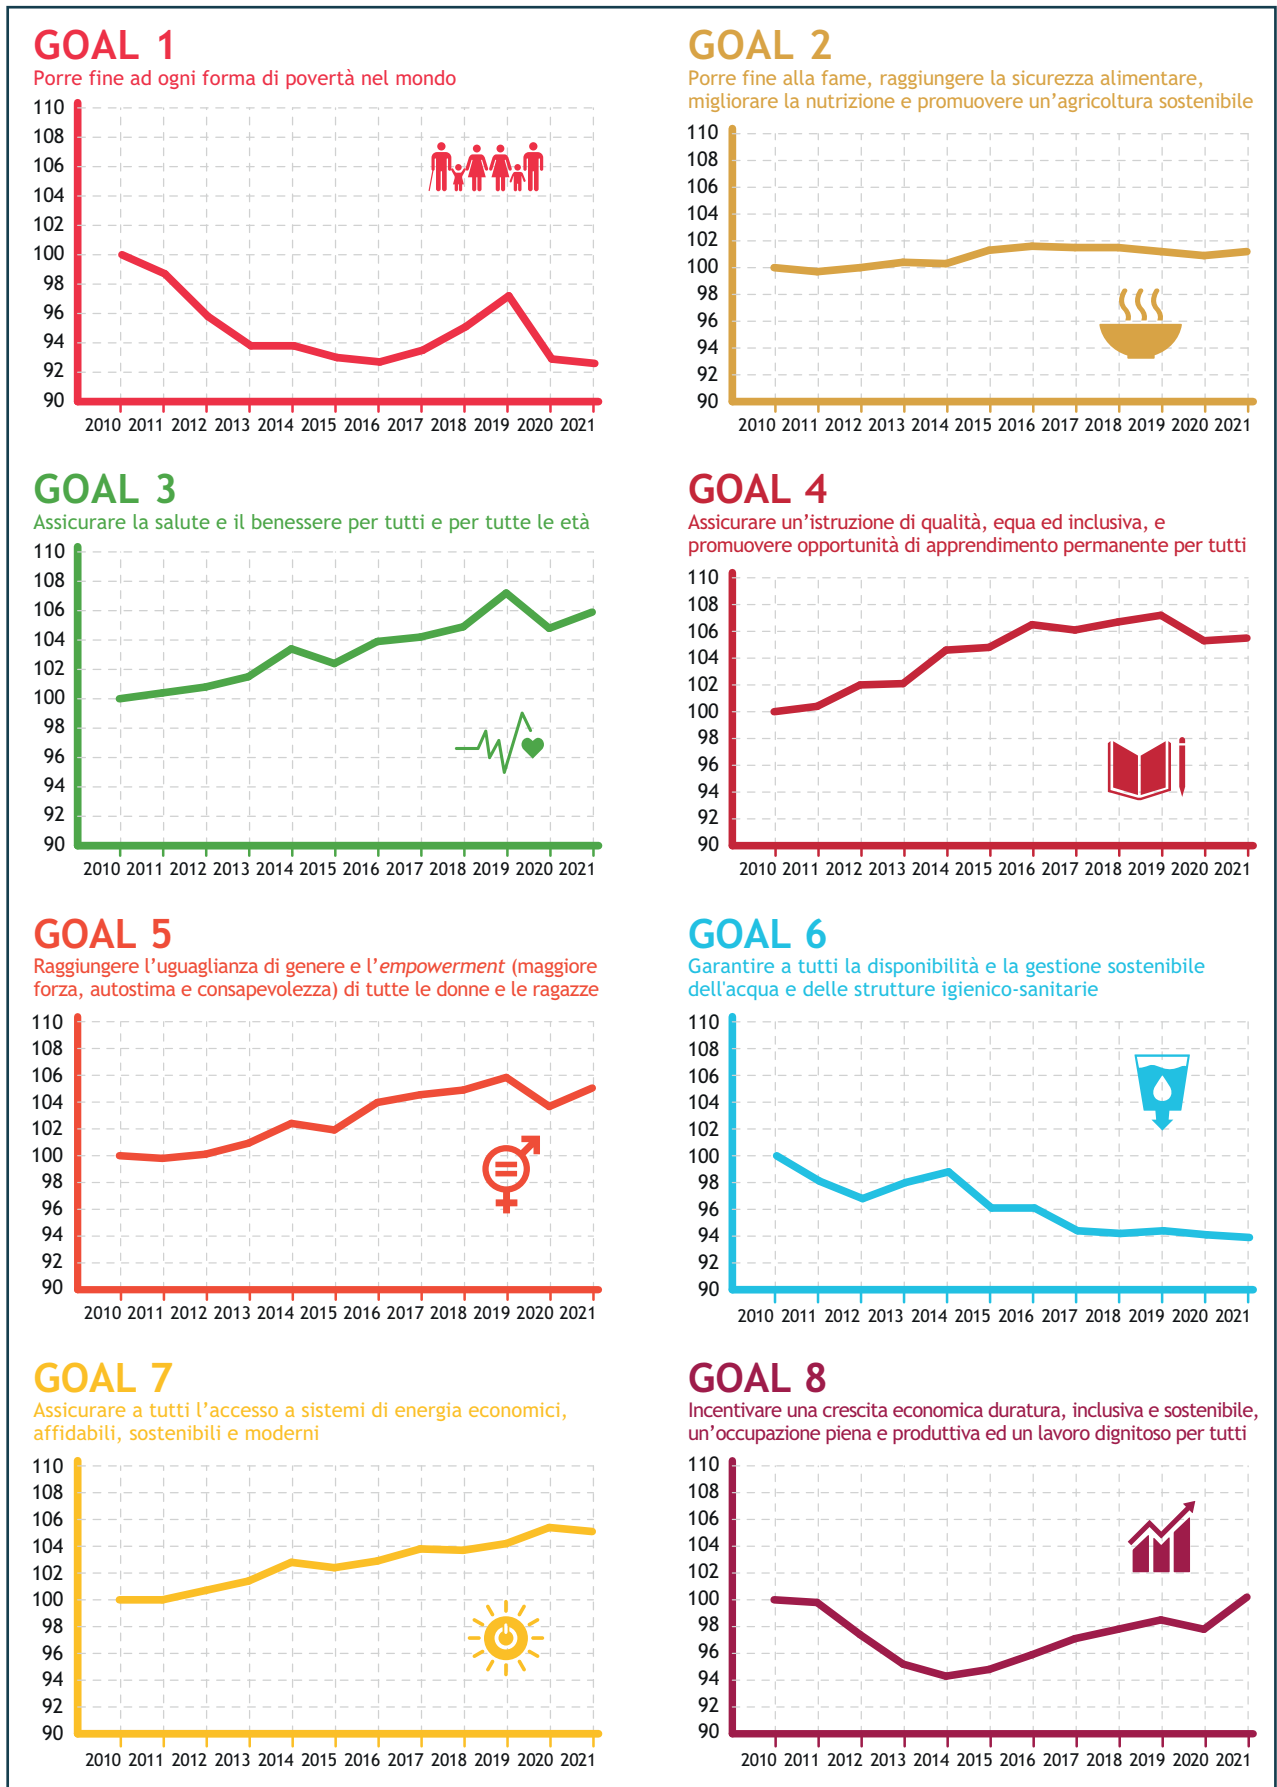 GOAL 1
Porre fine ad ogni forma di povertà nel mondo
110
108
106
104
102
100
98
96
94
92
90
2010 2011 2012 2013 2014 2015 2016 2017 2018 2019 2020 2021
GOAL 2
Porre fine alla fame, raggiungere la sicurezza alimentare,
migliorare la nutrizione e promuovere un’agricoltura sostenibile
110
108
106
104
102
100
98
96
94
92
90
2010 2011 2012 2013 2014 2015 2016 2017 2018 2019 2020 2021
GOAL 3
Assicurare la salute e il benessere per tutti e per tutte le età
110
108
106
104
102
100
98
96
94
92
90
2010 2011 2012 2013 2014 2015 2016 2017 2018 2019 2020 2021
GOAL 4
Assicurare un’istruzione di qualità, equa ed inclusiva, e
promuovere opportunità di apprendimento permanente per tutti
110
108
106
104
102
100
98
96
94
92
90
2010 2011 2012 2013 2014 2015 2016 2017 2018 2019 2020 2021
GOAL 5
Raggiungere l’uguaglianza di genere e l’empowerment (maggiore
forza, autostima e consapevolezza) di tutte le donne e le ragazze
110
108
106
104
102
100
98
96
94
92
90
2010 2011 2012 2013 2014 2015 2016 2017 2018 2019 2020 2021
GOAL 6
Garantire a tutti la disponibilità e la gestione sostenibile
dell'acqua e delle strutture igienico-sanitarie
110
108
106
104
102
100
98
96
94
92
90
2010 2011 2012 2013 2014 2015 2016 2017 2018 2019 2020 2021
GOAL 7
Assicurare a tutti l’accesso a sistemi di energia economici,
affidabili, sostenibili e moderni
110
108
106
104
102
100
98
96
94
92
90
2010 2011 2012 2013 2014 2015 2016 2017 2018 2019 2020 2021
GOAL 8
Incentivare una crescita economica duratura, inclusiva e sostenibile,
un’occupazione piena e produttiva ed un lavoro dignitoso per tutti
110
108
106
104
102
100
98
96
94
92
90
2010 2011 2012 2013 2014 2015 2016 2017 2018 2019 2020 2021